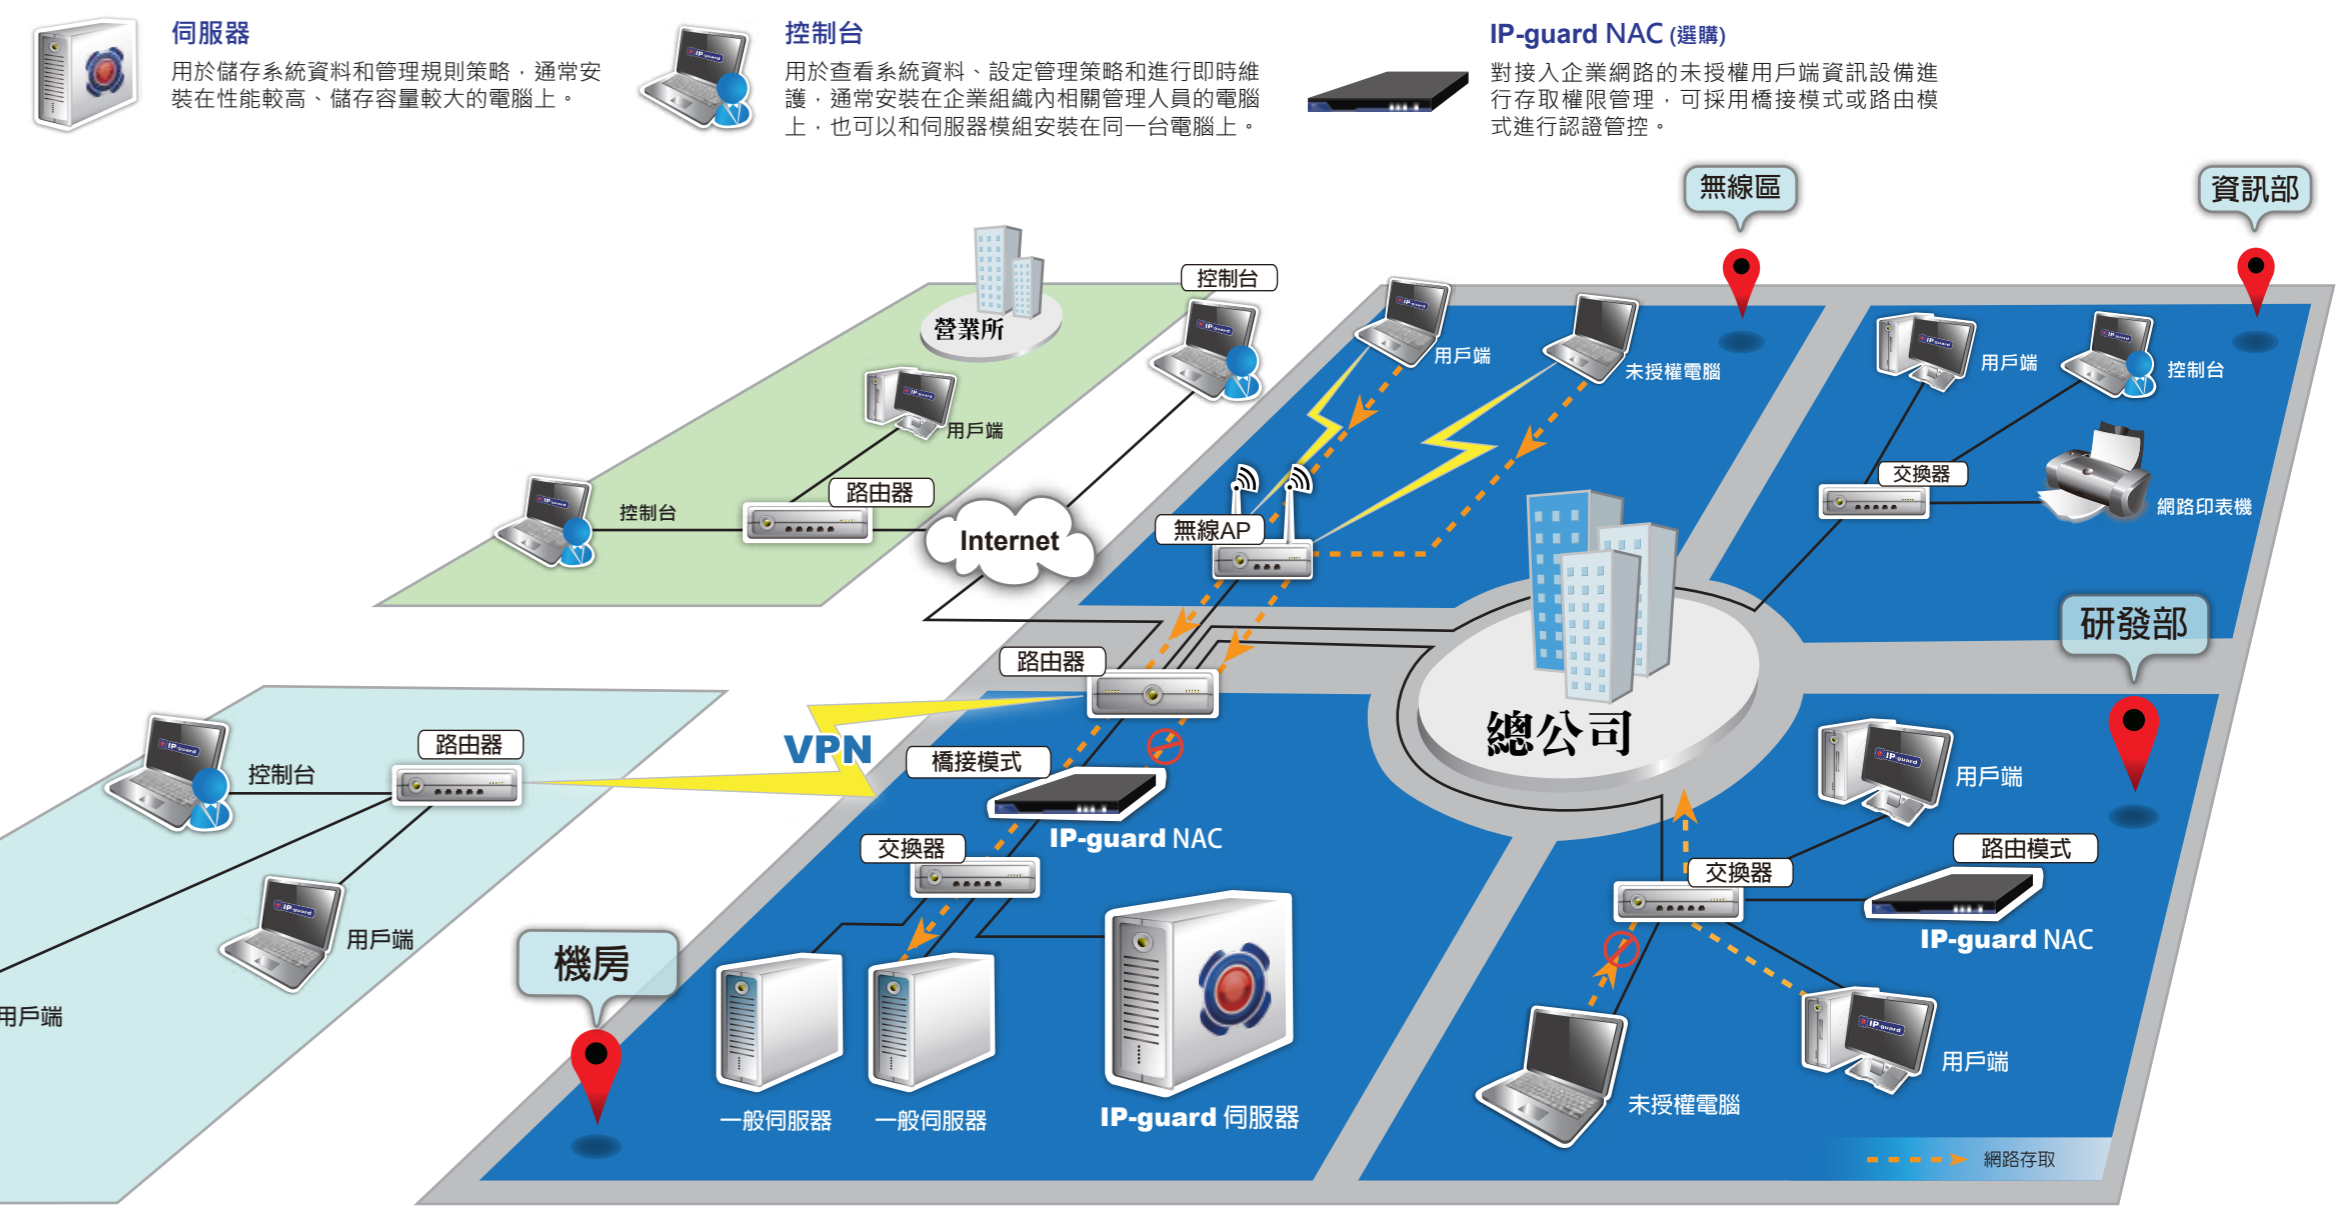 伺服器
用於儲存系統資料和管理規則策略，通常安
裝在性能較高、儲存容量較大的電腦上。
控制台
用於查看系統資料、設定管理策略和進行即時維
護，通常安裝在企業組織內相關管理人員的電腦
上，也可以和伺服器模組安裝在同一台電腦上。
IP-guard NAC (選購)
對接入企業網路的未授權用戶端資訊設備進
行存取權限管理，可採用橋接模式或路由模
式進行認證管控。
無線區
資訊部
控制台
營業所
用戶端
未授權電腦
用戶端
控制台
用戶端
交換器
網路印表機
路由器
控制台
Internet
無線AP
研發部
路由器
總公司
路由器
控制台
VPN
橋接模式
IP-guard NAC
交換器
用戶端
路由模式
交換器
IP-guard NAC
用戶端
機房
用戶端
用戶端
未授權電腦
一般伺服器
一般伺服器
IP-guard 伺服器
網路存取